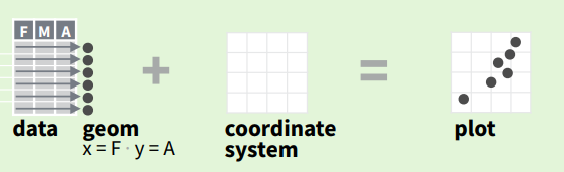 F M A
+
=
data
geom
x = F · y = A
coordinate
system
plot